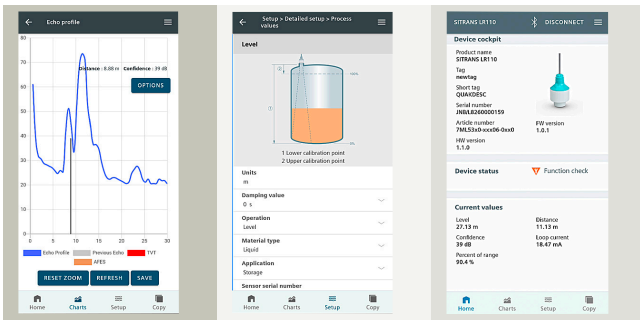 Echo profile
80
70
60
50
40
30
20
10
0
0 5 10 15 20 25 30
Distance : 8.88 m Confidence : 39 dB
OPTIONS
Echo Profile Previous Echo TVT
AFES
RESET ZOOM REFRESH SAVE
Home Charts Setup Copy
Setup > Detailed setup > Process
values
Level
1 Lower calibration point
2 Upper calibration point
Units
m
Damping value
0 s
Operation
Level
Material type
Liquid
Application
Storage
Sensor serial number
Home Charts Setup Copy
SITRANS LR110 DISCONNECT
Device cockpit
Product name
SITRANS LR110
Tag
newtag
Short tag
QUAKDESC
Serial number
JNB/L8260000159
Article number
7ML53x0-xxx06-0xx0
HW version
1.1.0
FW version
1.0.1
Device status Function check
Current values
Level Distance
27.13 m 11.13 m
Confidence Loop current
39 dB 18.47 mA
Percent of range
90.4 %
Home Charts Setup Copy